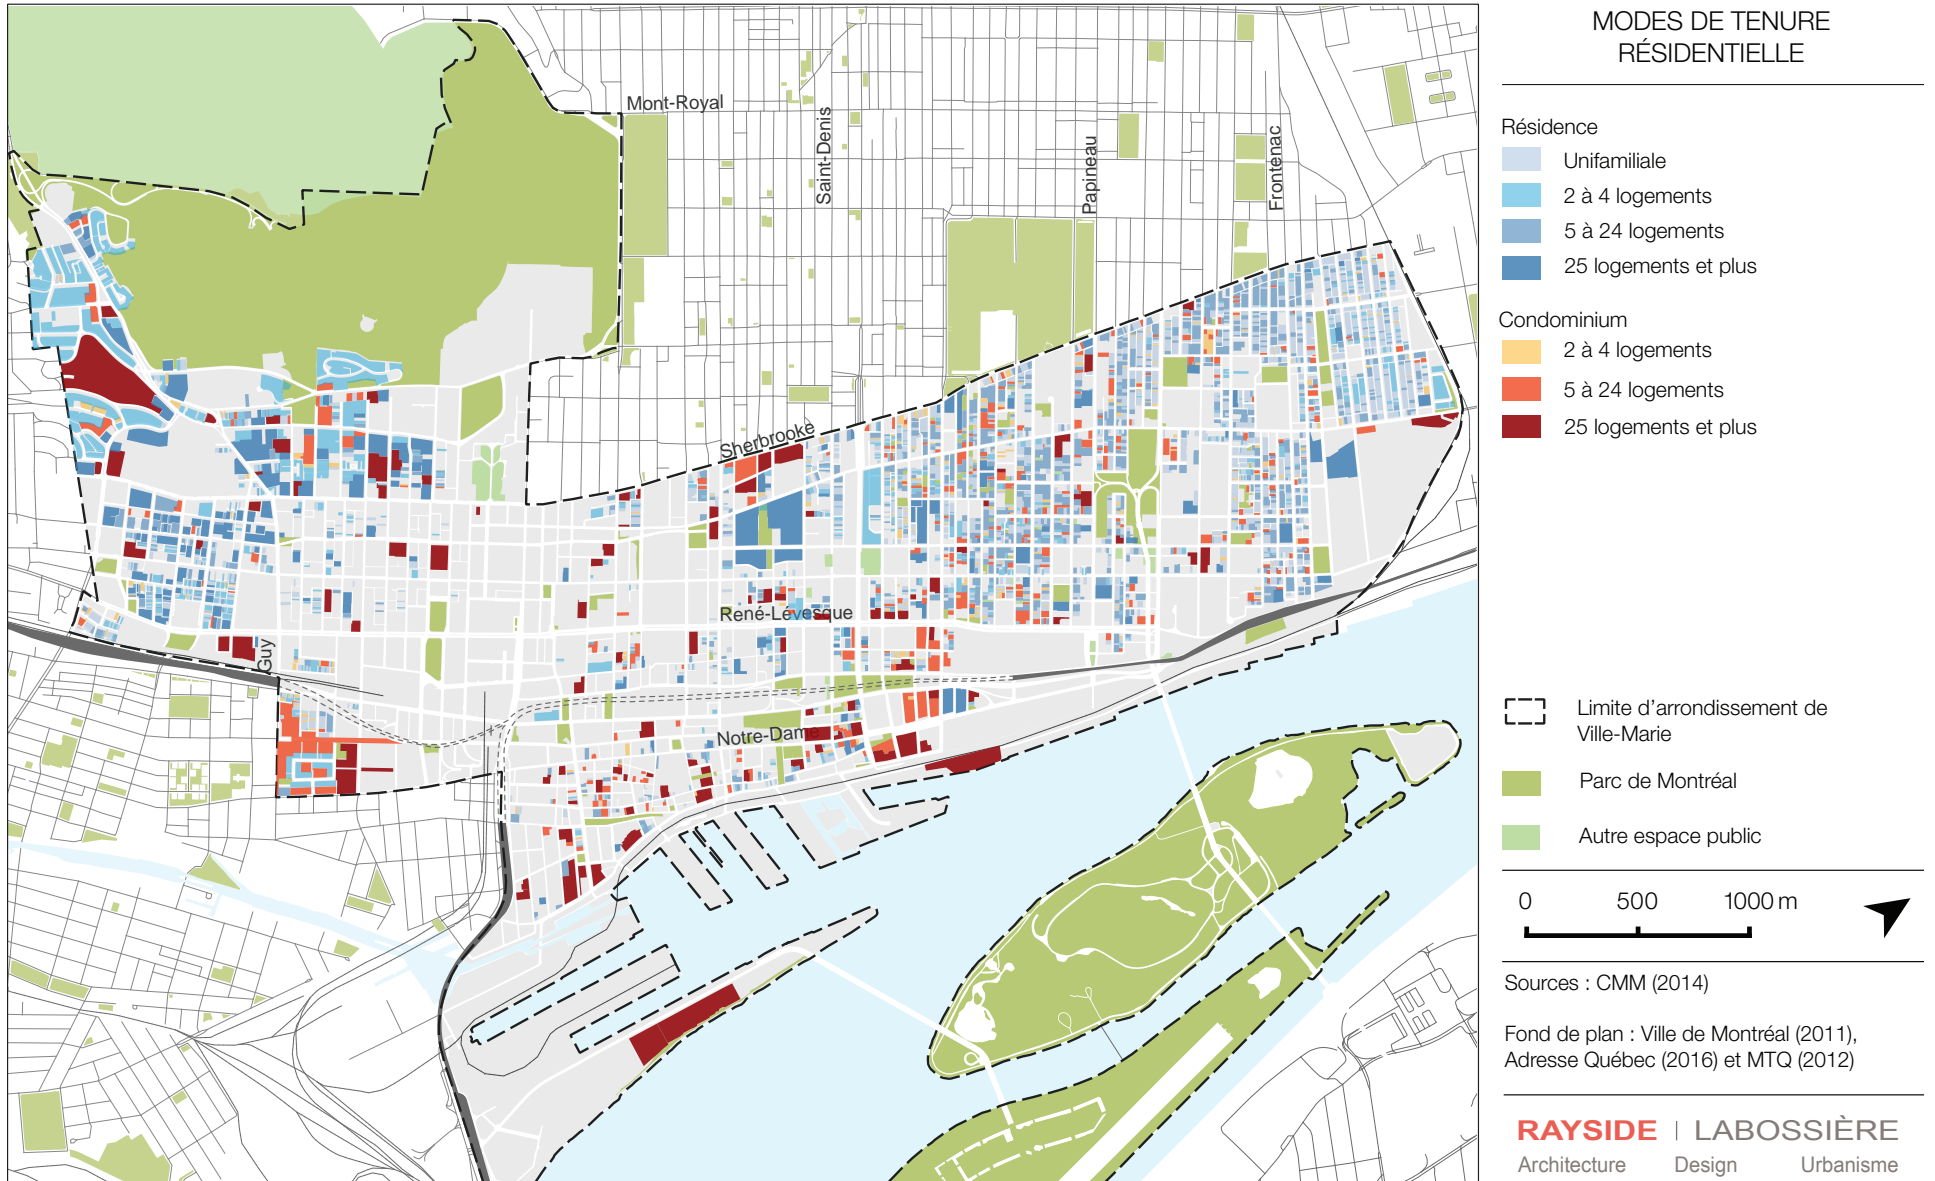 MODES DE TENURE
RÉSIDENTIELLE
Résidence
Unifamiliale
2 à 4 logements
5 à 24 logements
25 logements et plus
Condominium
2 à 4 logements
5 à 24 logements
25 logements et plus
Limite d'arrondissement de
Ville-Marie
Parc de Montréal
Autre espace public
0 500 1000 m
Sources : CMM (2014)
Fond de plan : Ville de Montréal (2011),
Adresse Québec (2016) et MTQ (2012)
RAYSIDE | LABOSSIÈRE
Architecture Design Urbanisme
Mont-Royal
Saint-Denis
Papineau
Frontenac
Sherbrooke
René-Lévesque
Guy
Notre-Dame